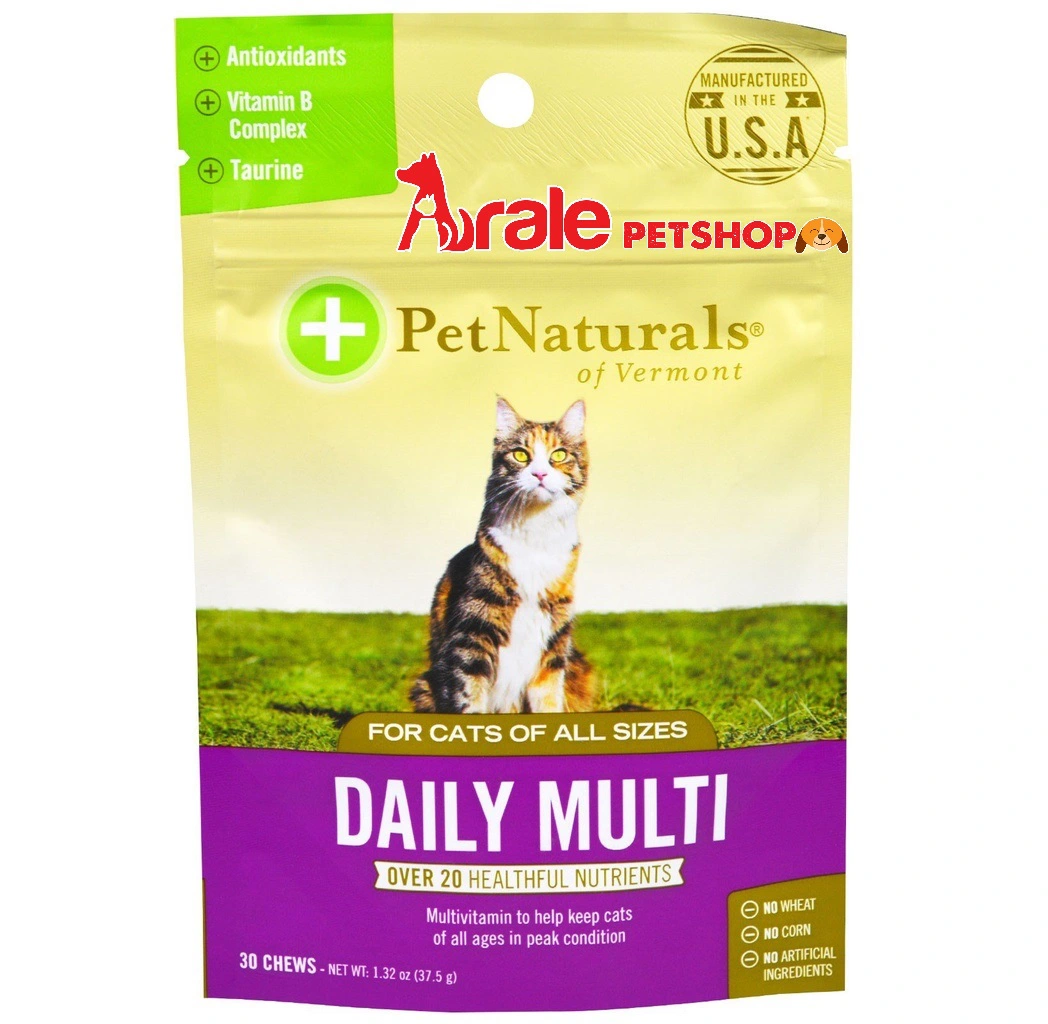 Antioxidants
Vitamin B
Complex
Taurine
MANUFACTURED
IN THE
U.S.A
Arale PETSHOP
PetNaturals®
of Vermont
FOR CATS OF ALL SIZES
DAILY MULTI
OVER 20 HEALTHFUL NUTRIENTS
Multivitamin to help keep cats
of all ages in peak condition
30 CHEWS - NET WT: 1.32 oz (37.5 g)
NO WHEAT
NO CORN
NO ARTIFICIAL
INGREDIENTS